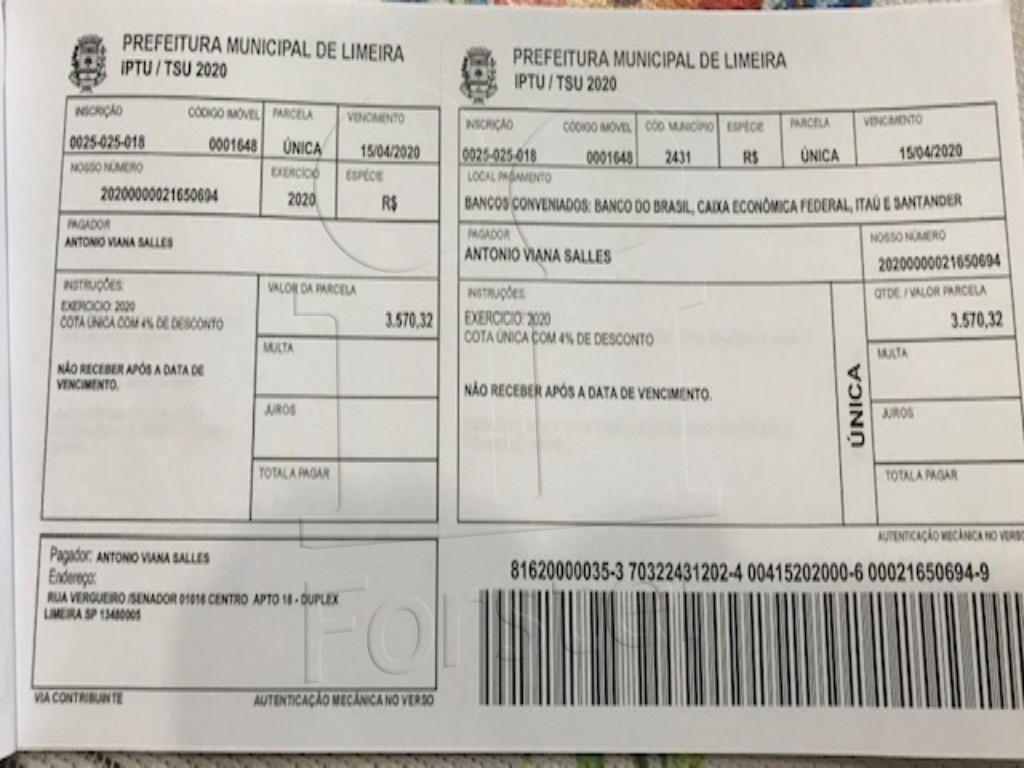 PREFEITURA MUNICIPAL DE LIMEIRA
IPTU / TSU 2020
INSCRIÇÃO CÓDIGO IMÓVEL PARCELA VENCIMENTO
0025-025-018 0001648 ÚNICA 15/04/2020
NOSSO NÚMERO EXERCÍCIO ESPÉCIE
20200000021650694 2020 R$
PAGADOR
ANTONIO VIANA SALLES
INSTRUÇÕES: VALOR DA PARCELA
EXERCICIO: 2020
COTA ÚNICA COM 4% DE DESCONTO 3.570,32
MULTA
NÃO RECEBER APÓS A DATA DE
VENCIMENTO.
JUROS
TOTAL A PAGAR
Pagador: ANTONIO VIANA SALLES
Endereço:
RUA VERGUEIRO /SENADOR 01016 CENTRO APTO 18 - DUPLEX
LIMEIRA SP 13480005
VIA CONTRIBUINTE AUTENTICAÇÃO MECÂNICA NO VERSO
PREFEITURA MUNICIPAL DE LIMEIRA
IPTU / TSU 2020
INSCRIÇÃO CÓDIGO IMÓVEL CÓD. MUNICÍPIO ESPÉCIE PARCELA VENCIMENTO
0025-025-018 0001648 2431 R$ ÚNICA 15/04/2020
LOCAL PAGAMENTO
BANCOS CONVENIADOS: BANCO DO BRASIL, CAIXA ECONÔMICA FEDERAL, ITAÚ E SANTANDER
PAGADOR NOSSO NÚMERO
ANTONIO VIANA SALLES 20200000021650694
INSTRUÇÕES: QTDE. / VALOR PARCELA
EXERCICIO: 2020 3.570,32
COTA ÚNICA COM 4% DE DESCONTO
MULTA
NÃO RECEBER APÓS A DATA DE VENCIMENTO.
ÚNICA
JUROS
TOTAL A PAGAR
AUTENTICAÇÃO MECÂNICA NO VERSO
81620000035-3 70322431202-4 00415202000-6 00021650694-9
Forster